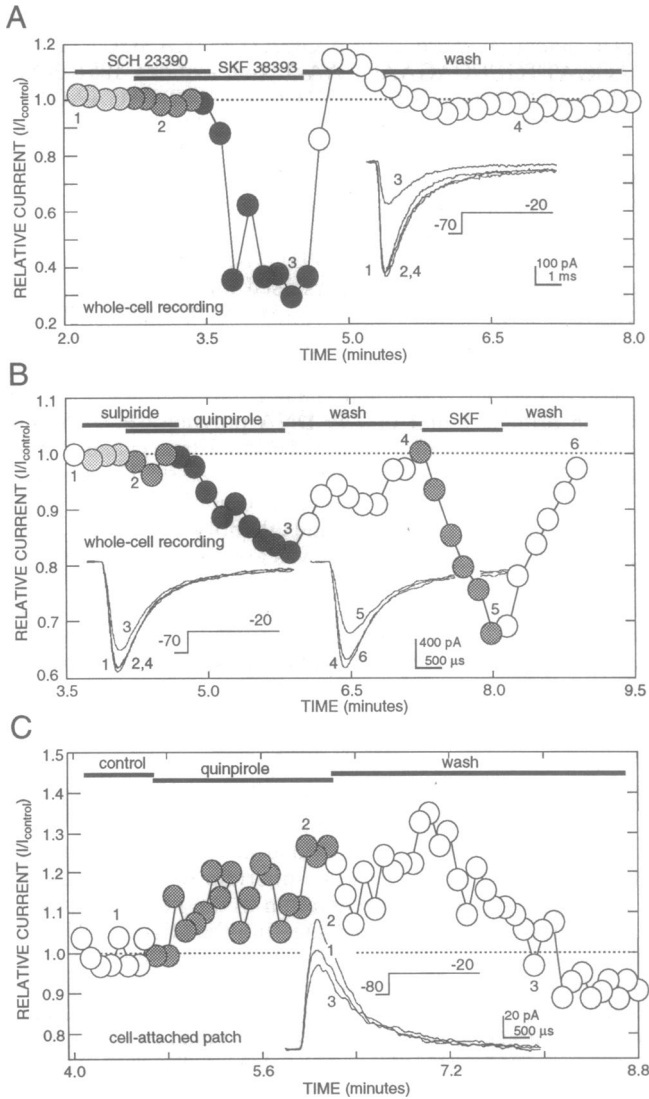 A
RELATIVE CURRENT (I/Icontrol)
1.2
1.0
0.8
0.6
0.4
0.2
SCH 23390
SKF 38393
wash
1
2
3
4
3
1
2,4
-70
-20
100 pA
1 ms
whole-cell recording
2.0
3.5
5.0
6.5
8.0
TIME (minutes)
B
RELATIVE CURRENT (I/Icontrol)
1.1
1.0
0.9
0.8
0.7
0.6
sulpiride
quinpirole
wash
SKF
wash
1
2
3
4
5
6
whole-cell recording
3
1
2,4
-70
-20
5
4
6
400 pA
500 µs
3.5
5.0
6.5
8.0
9.5
TIME (minutes)
C
RELATIVE CURRENT (I/Icontrol)
1.5
1.4
1.3
1.2
1.1
1.0
0.9
0.8
control
quinpirole
wash
1
2
3
2
1
3
-80
-20
20 pA
500 µs
cell-attached patch
4.0
5.6
7.2
8.8
TIME (minutes)